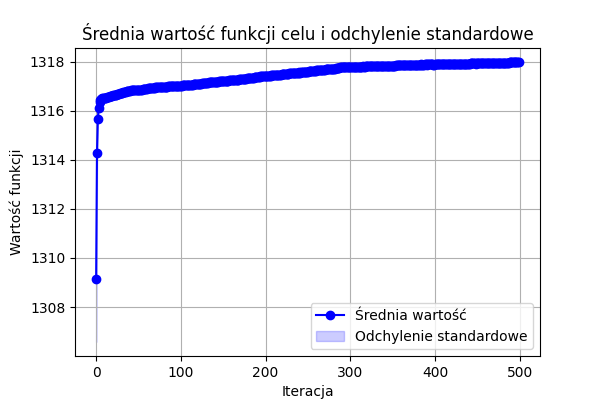 Średnia wartość funkcji celu i odchylenie standardowe
Wartość funkcji
1318
1316
1314
1312
1310
1308
Średnia wartość
Odchylenie standardowe
0 100 200 300 400 500
Iteracja